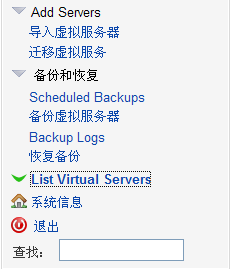 Add Servers
导入虚拟服务器
迁移虚拟服务
备份和恢复
Scheduled Backups
备份虚拟服务器
Backup Logs
恢复备份
List Virtual Servers
系统信息
退出
查找: